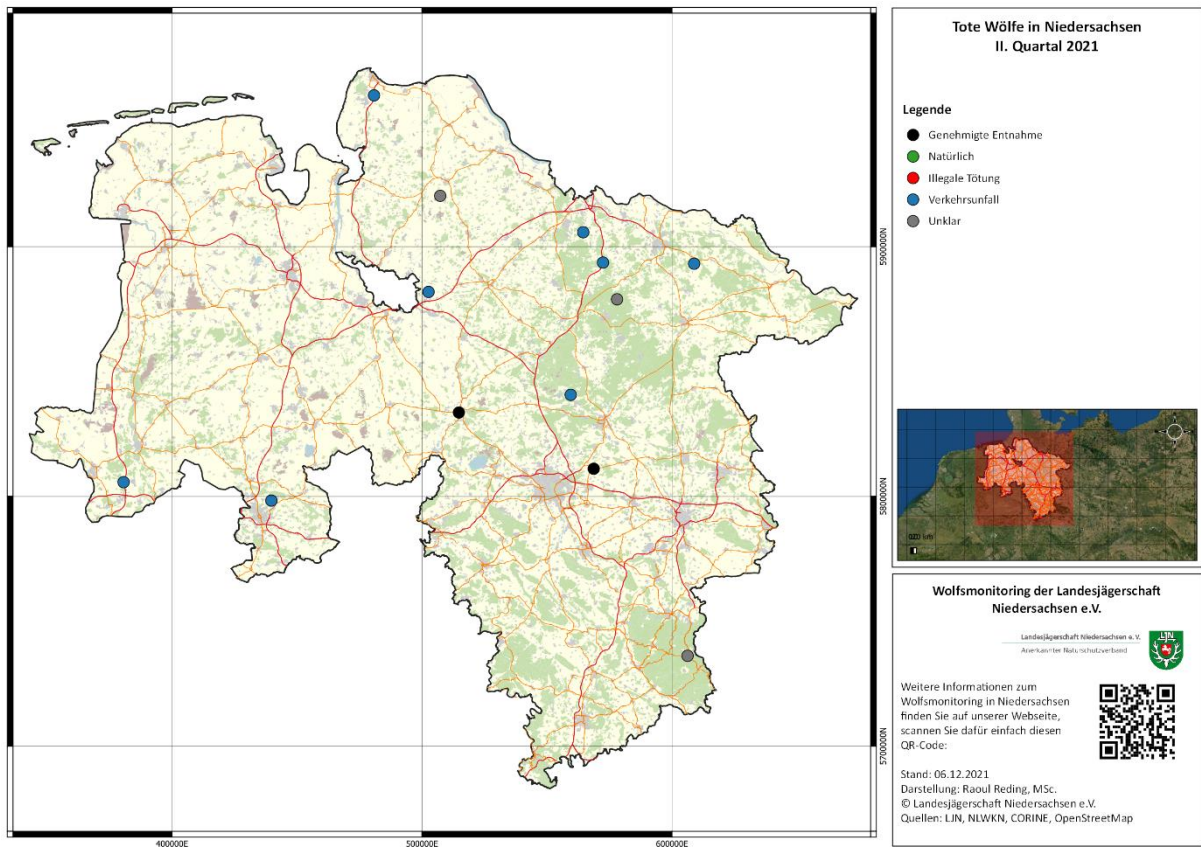 Tote Wölfe in Niedersachsen
II. Quartal 2021
Legende
Genehmigte Entnahme
Natürlich
Illegale Tötung
Verkehrsunfall
Unklar
5900000N
5800000N
5700000N
400000E
500000E
600000E
Wolfsmonitoring der Landesjägerschaft
Niedersachsen e.V.
Landesjägerschaft Niedersachsen e. V.
Anerkannter Naturschutzverband
LJN
Weitere Informationen zum
Wolfsmonitoring in Niedersachsen
finden Sie auf unserer Webseite,
scannen Sie dafür einfach diesen
QR-Code:
Stand: 06.12.2021
Darstellung: Raoul Reding, MSc.
© Landesjägerschaft Niedersachsen e.V.
Quellen: LJN, NLWKN, CORINE, OpenStreetMap